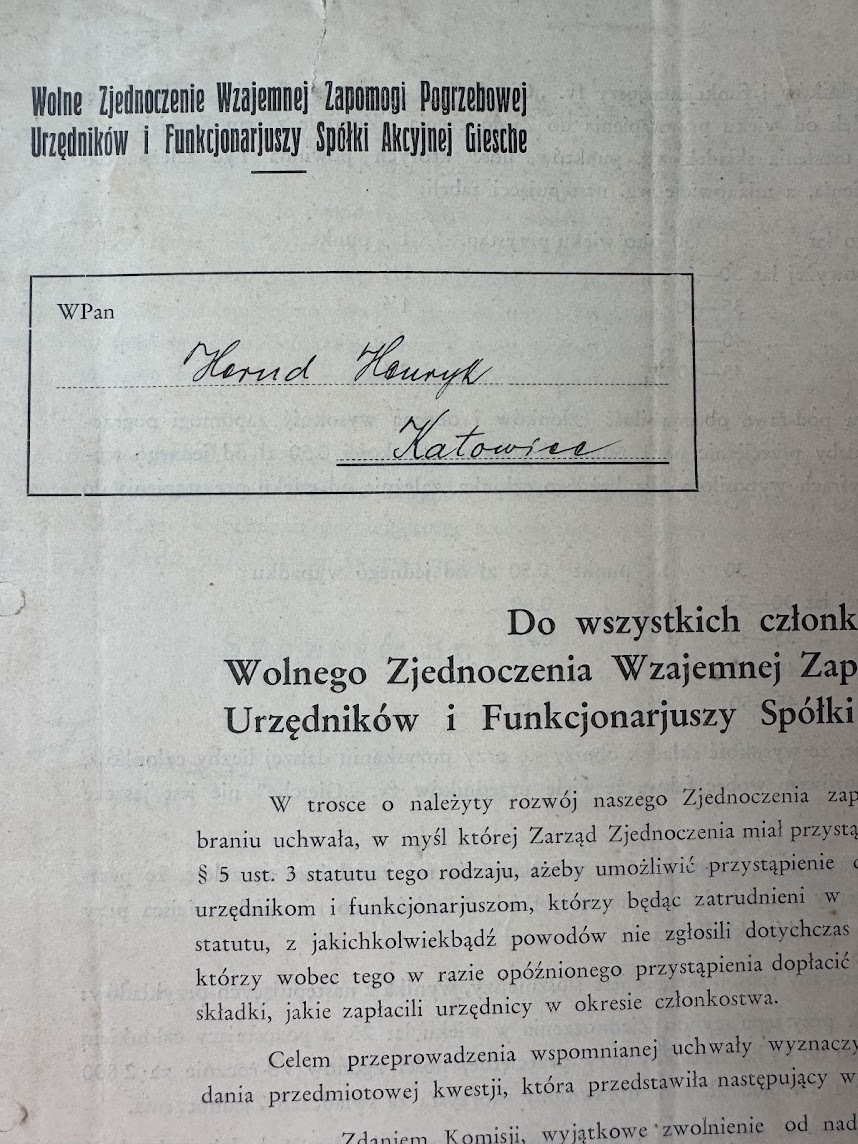 Wolne Zjednoczenie Wzajemnej Zapomogi Pogrzebowej
Urzędników i Funkcjonarjuszy Spółki Akcyjnej Giesche
WPan
Henryk
Katowice
Do wszystkich członk
Wolnego Zjednoczenia Wzajemnej Zap
Urzędników i Funkcjonarjuszy Spółki
W trosce o należyty rozwój naszego Zjednoczenia zap
braniu uchwała, w myśl której Zarząd Zjednoczenia miał przystą
§ 5 ust. 3 statutu tego rodzaju, ażeby umożliwić przystąpienie
urzędnikom i funkcjonarjuszom, którzy będąc zatrudnieni w
statutu, z jakichkolwiekbądź powodów nie zgłosili dotychczas
którzy wobec tego w razie opóźnionego przystąpienia dopłacić
składki, jakie zapłacili urzędnicy w okresie członkostwa.
Celem przeprowadzenia wspomnianej uchwały wyznaczy
dania przedmiotowej kwestji, która przedstawiła następujący w
Zdaniem Komisji, wyjątkowe zwolnienie od nad